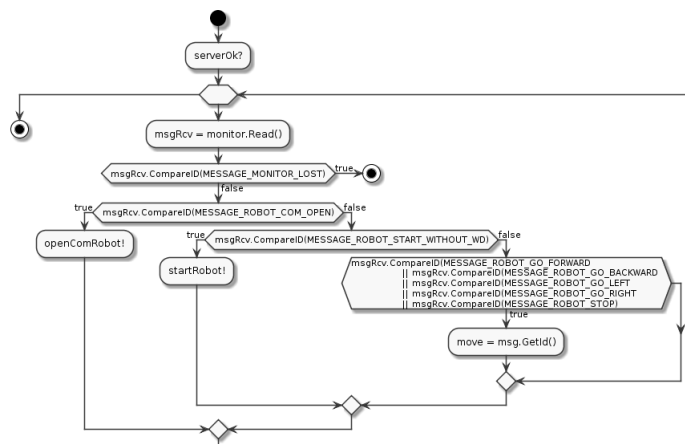 serverOk?
msgRcv = monitor.Read()
msgRcv.CompareID(MESSAGE_MONITOR_LOST)
true
false
true
msgRcv.CompareID(MESSAGE_ROBOT_COM_OPEN)
false
openComRobot!
true
msgRcv.CompareID(MESSAGE_ROBOT_START_WITHOUT_WD)
false
startRobot!
msgRcv.CompareID(MESSAGE_ROBOT_GO_FORWARD
|| msgRcv.CompareID(MESSAGE_ROBOT_GO_BACKWARD
|| msgRcv.CompareID(MESSAGE_ROBOT_GO_LEFT
|| msgRcv.CompareID(MESSAGE_ROBOT_GO_RIGHT
|| msgRcv.CompareID(MESSAGE_ROBOT_STOP)
true
move = msg.GetId()